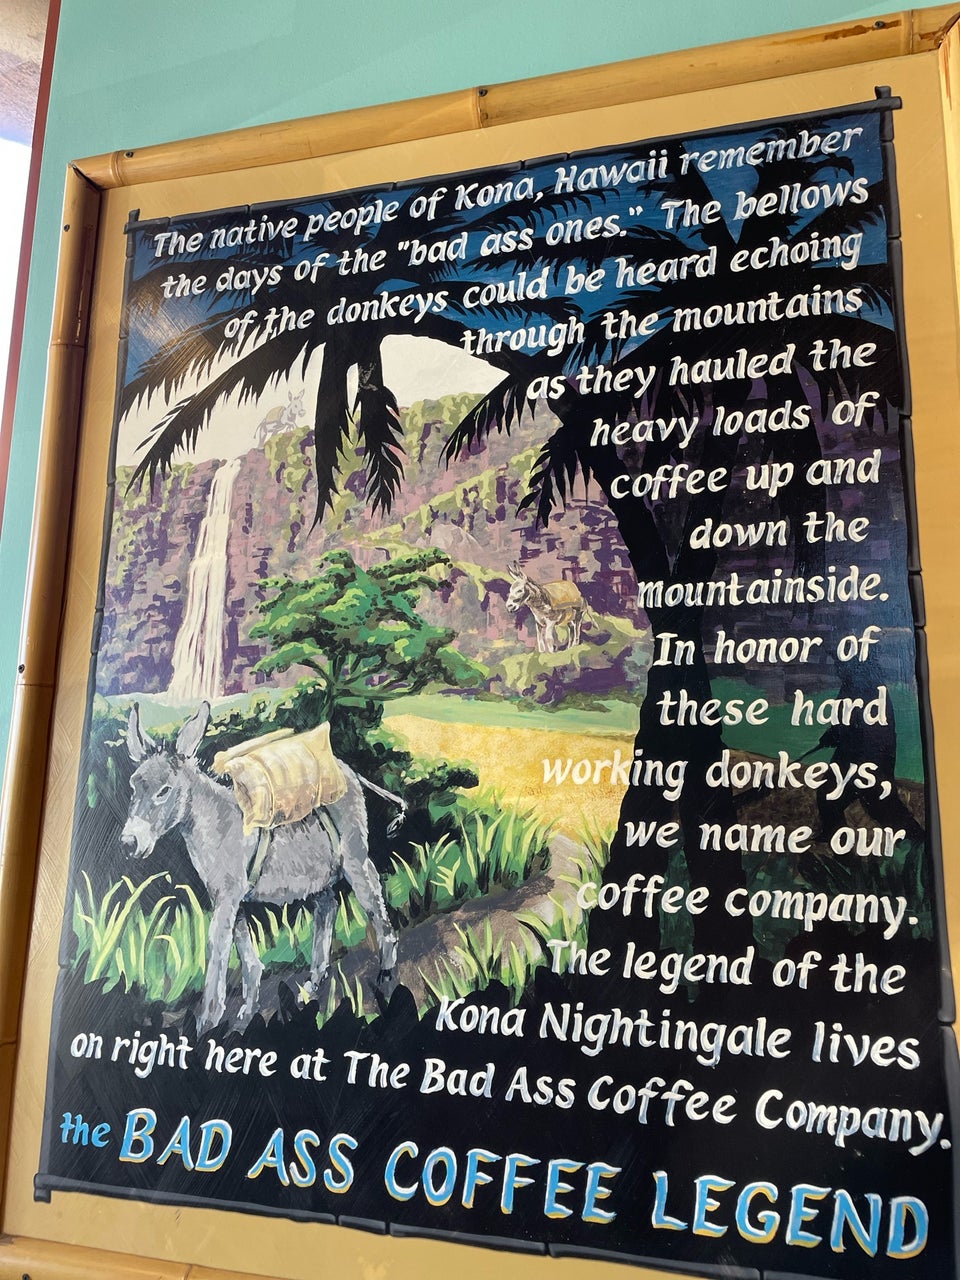 The native people of Kona, Hawaii remember
the days of the "bad ass ones." The bellows
of the donkeys could be heard echoing
through the mountains
as they hauled the
heavy loads of
coffee up and
down the
mountainside.
In honor of
these hard
working donkeys,
we name our
coffee company.
The legend of the
Kona Nightingale lives
on right here at The Bad Ass Coffee Company.
the BAD ASS COFFEE LEGEND